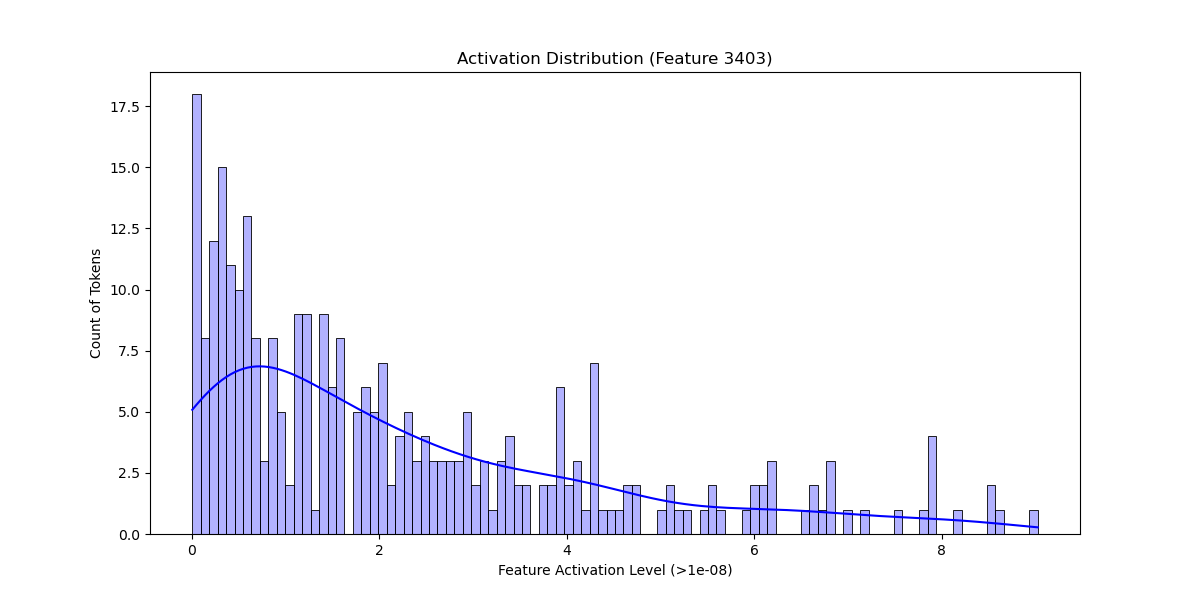 Activation Distribution (Feature 3403)
17.5
15.0
12.5
10.0
7.5
5.0
2.5
0.0
Count of Tokens
0 2 4 6 8
Feature Activation Level (>1e-08)